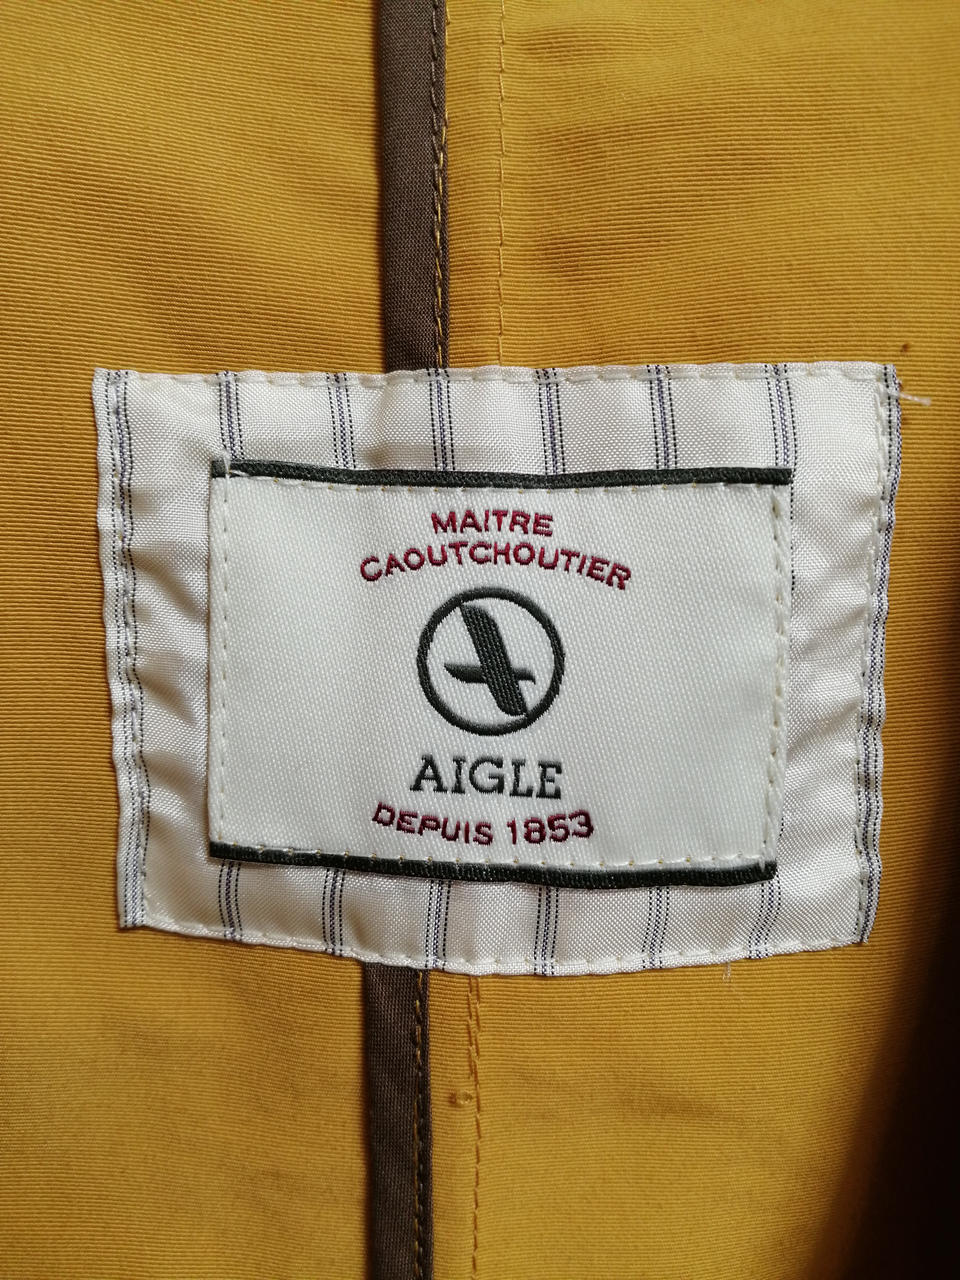 MAITRE
CAOUTCHOUTIER
AIGLE
DEPUIS 1853